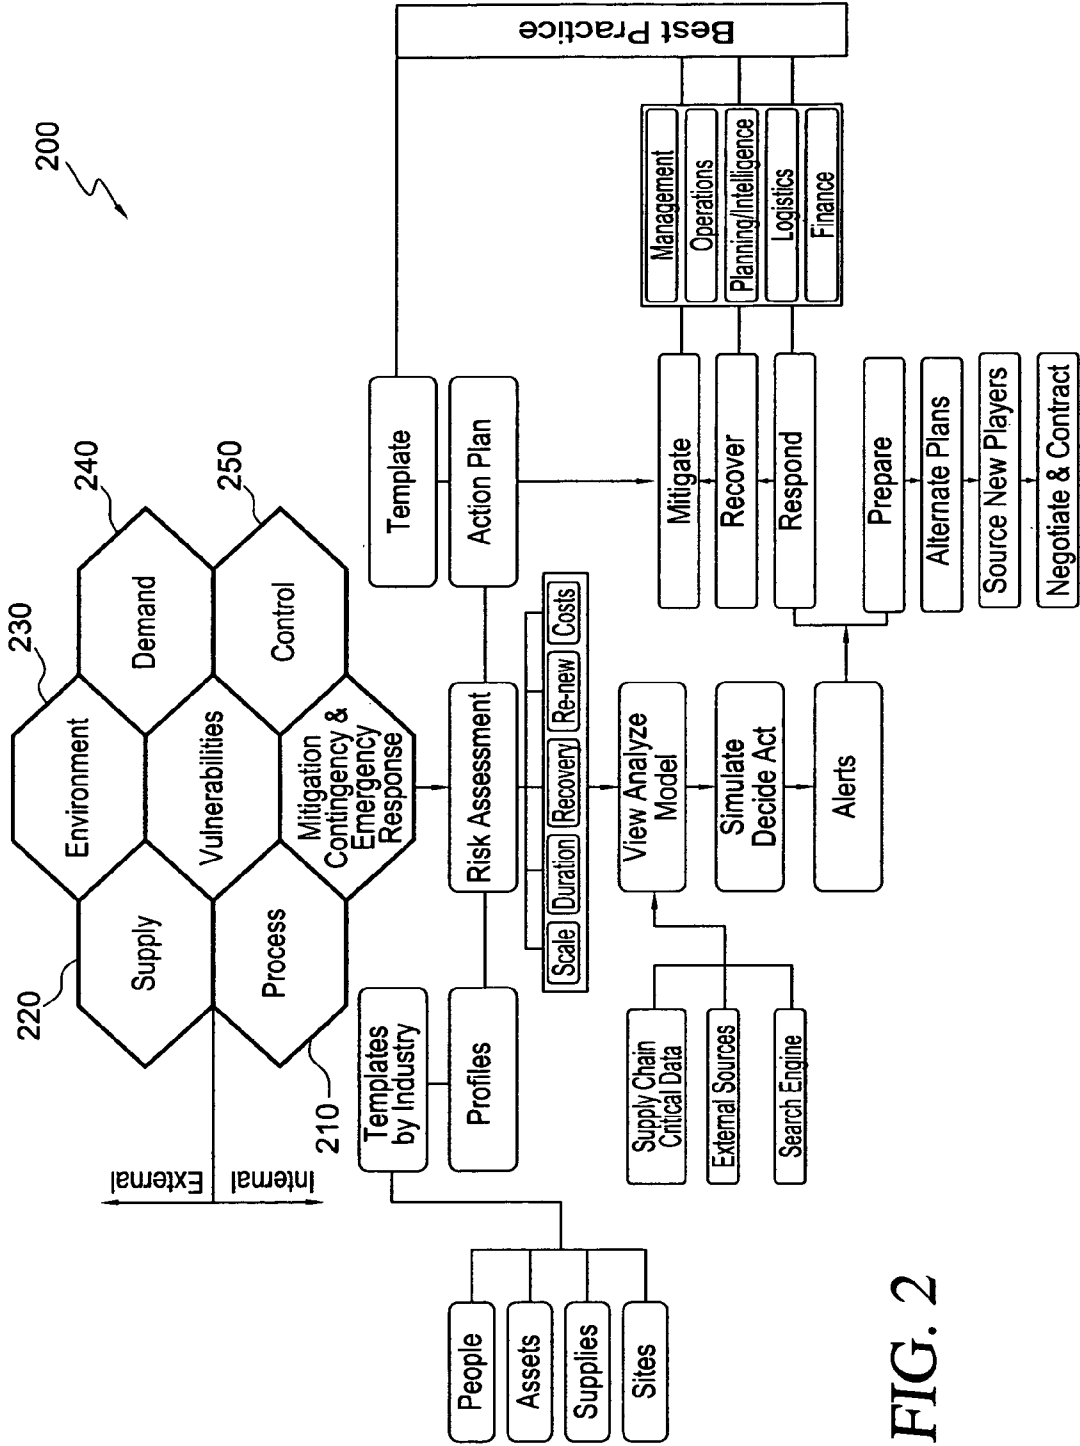 200
240
230
250
220
210
External
Internal
Environment
Supply
Demand
Vulnerabilities
Process
Control
Mitigation
Contingency &
Emergency
Response
Templates
by Industry
Template
Best Practice
Profiles
Risk Assessment
Action Plan
People
Assets
Supplies
Sites
Scale
Duration
Recovery
Re-new
Costs
Supply Chain
Critical Data
External Sources
Search Engine
View Analyze
Model
Simulate
Decide Act
Alerts
Mitigate
Recover
Respond
Management
Operations
Planning/Intelligence
Logistics
Finance
Prepare
Alternate Plans
Source New Players
Negotiate & Contract
FIG. 2